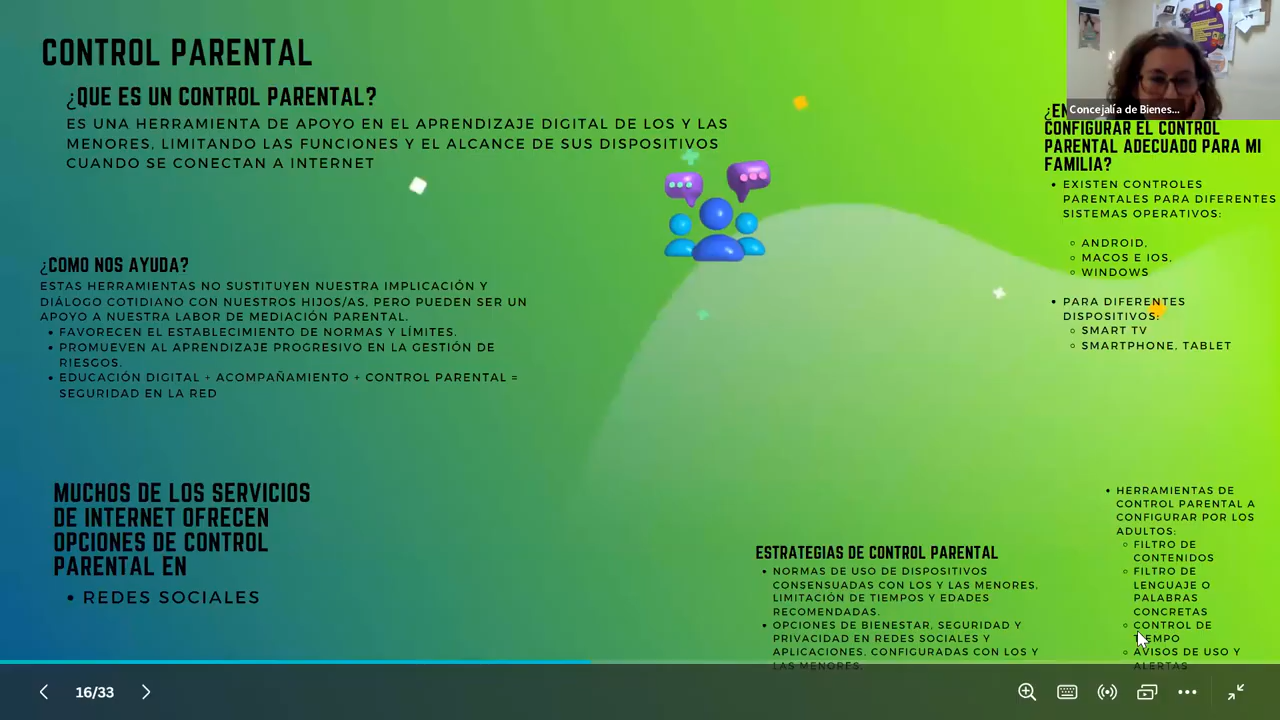 CONTROL PARENTAL
¿QUE ES UN CONTROL PARENTAL?
ES UNA HERRAMIENTA DE APOYO EN EL APRENDIZAJE DIGITAL DE LOS Y LAS
MENORES, LIMITANDO LAS FUNCIONES Y EL ALCANCE DE SUS DISPOSITIVOS
CUANDO SE CONECTAN A INTERNET
¿COMO NOS AYUDA?
ESTAS HERRAMIENTAS NO SUSTITUYEN NUESTRA IMPLICACIÓN Y
DIÁLOGO COTIDIANO CON NUESTROS HIJOS/AS, PERO PUEDEN SER UN
APOYO A NUESTRA LABOR DE MEDIACIÓN PARENTAL.
• FAVORECEN EL ESTABLECIMIENTO DE NORMAS Y LÍMITES.
• PROMUEVEN AL APRENDIZAJE PROGRESIVO EN LA GESTIÓN DE
RIESGOS.
• EDUCACIÓN DIGITAL + ACOMPAÑAMIENTO + CONTROL PARENTAL =
SEGURIDAD EN LA RED
MUCHOS DE LOS SERVICIOS
DE INTERNET OFRECEN
OPCIONES DE CONTROL
PARENTAL EN
• REDES SOCIALES
ESTRATEGIAS DE CONTROL PARENTAL
• NORMAS DE USO DE DISPOSITIVOS
CONSENSUADAS CON LOS Y LAS MENORES.
LIMITACIÓN DE TIEMPOS Y EDADES
RECOMENDADAS.
• OPCIONES DE BIENESTAR, SEGURIDAD Y
PRIVACIDAD EN REDES SOCIALES Y
APLICACIONES. CONFIGURADAS CON LOS Y
LAS MENORES.
Concejalía de Bienes...
CONFIGURAR EL CONTROL
PARENTAL ADECUADO PARA MI
FAMILIA?
• EXISTEN CONTROLES
PARENTALES PARA DIFERENTES
SISTEMAS OPERATIVOS:
○ ANDROID,
○ MACOS E IOS,
○ WINDOWS
• PARA DIFERENTES
DISPOSITIVOS:
○ SMART TV
○ SMARTPHONE, TABLET
• HERRAMIENTAS DE
CONTROL PARENTAL A
CONFIGURAR POR LOS
ADULTOS:
○ FILTRO DE
CONTENIDOS
○ FILTRO DE
LENGUAJE O
PALABRAS
CONCRETAS
○ CONTROL DE
TIEMPO
○ AVISOS DE USO Y
ALERTAS
16/33